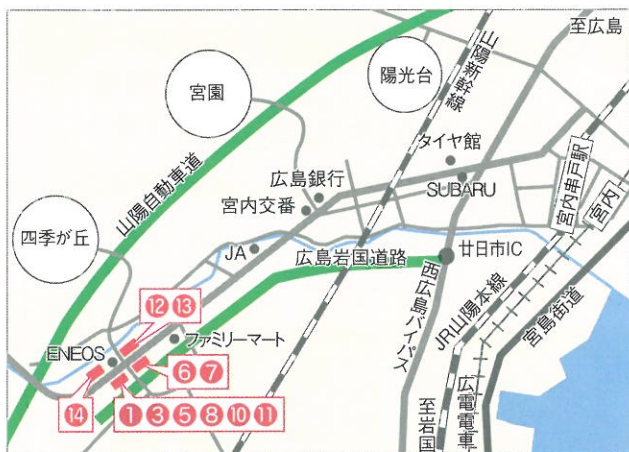 至広島
山陽新幹線
陽光台
宮園
タイヤ館
広島銀行
SUBARU
宮内串戸駅
宮内
山陽自動車道
宮内交番
四季が丘
JA
広島岩国道路
廿日市IC
西広島バイパス
JR山陽本線
宮島街道
⑫ ⑬
ENEOS
ファミリーマート
⑥ ⑦
⑭
① ③ ⑤ ⑧ ⑩ ⑪
至岩国
広電電車